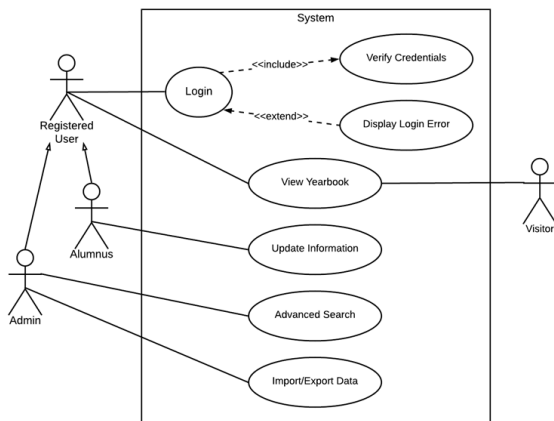 System
<<include>>
Verify Credentials
Login
<<extend>>
Display Login Error
Registered
User
View Yearbook
Visitor
Alumnus
Update Information
Admin
Advanced Search
Import/Export Data